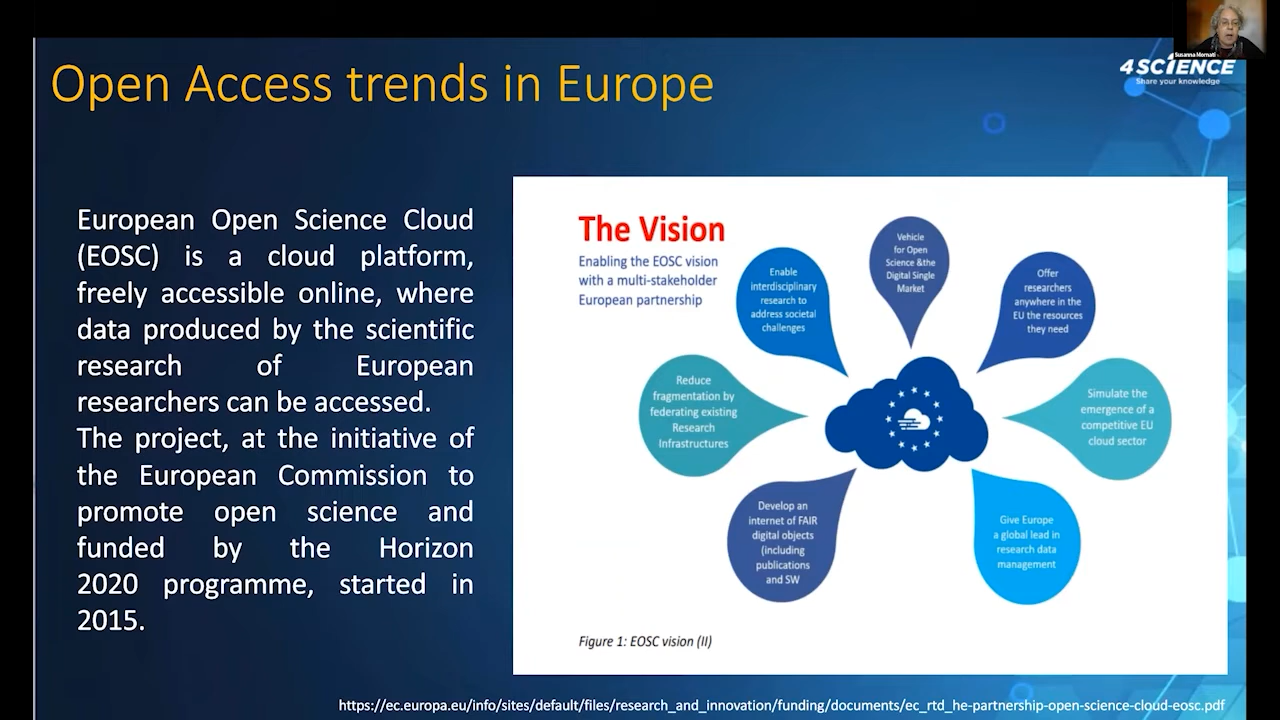 Susanna Mornati
4SCIENCE
Share your knowledge
Open Access trends in Europe
European Open Science Cloud
(EOSC) is a cloud platform,
freely accessible online, where
data produced by the scientific
research of European
researchers can be accessed.
The project, at the initiative of
the European Commission to
promote open science and
funded by the Horizon
2020 programme, started in
2015.
The Vision
Enabling the EOSC vision
with a multi-stakeholder
European partnership
Enable
interdisciplinary
research to
address societal
challenges
Vehicle
for Open
Science &the
Digital Single
Market
Offer
researchers
anywhere in the
EU the resources
they need
Reduce
fragmentation by
federating existing
Research
Infrastructures
Simulate the
emergence of a
competitive EU
cloud sector
Develop an
internet of FAIR
digital objects
(including
publications
and SW
Give Europe
a global lead in
research data
management
Figure 1: EOSC vision (II)
https://ec.europa.eu/info/sites/default/files/research_and_innovation/funding/documents/ec_rtd_he-partnership-open-science-cloud-eosc.pdf